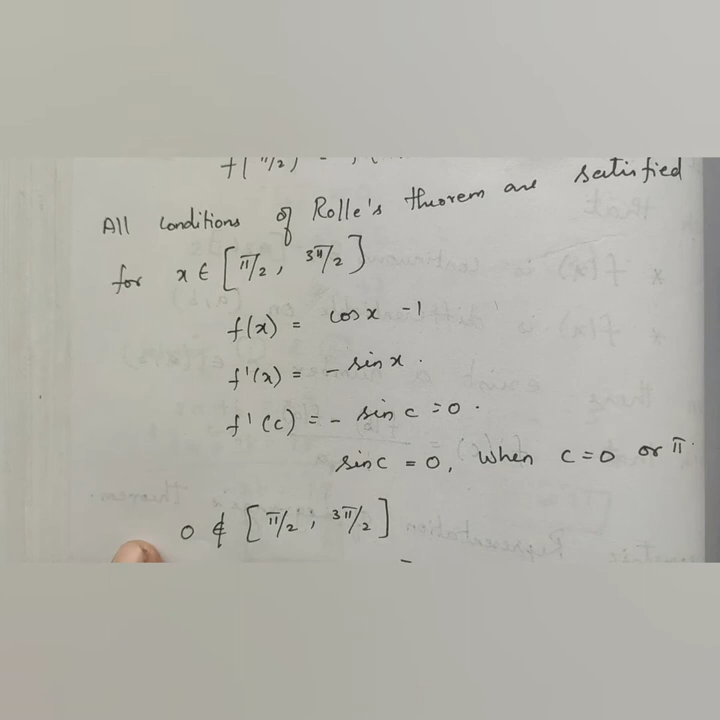 f(π/2) =
All conditions of Rolle's theorem are satisfied
for x ∈ [π/2, 3π/2]
f(x) = cos x - 1
f'(x) = - sin x.
f'(c) = - sin c = 0.
sin c = 0, when c = 0 or π.
0 ∉ [π/2, 3π/2]